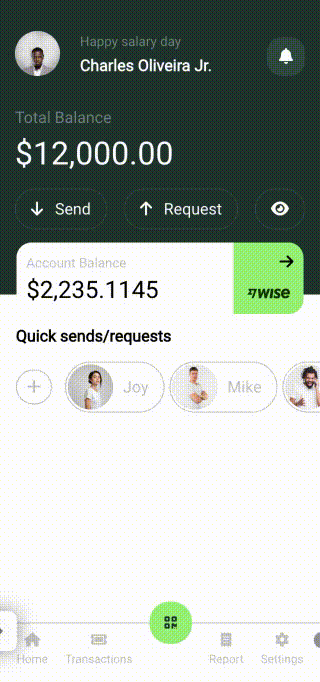 Happy salary day
Charles Oliveira Jr.
Total Balance
$12,000.00
Send
Request
Account Balance
$2,235.1145
wise
Quick sends/requests
Joy
Mike
Home
Transactions
Report
Settings